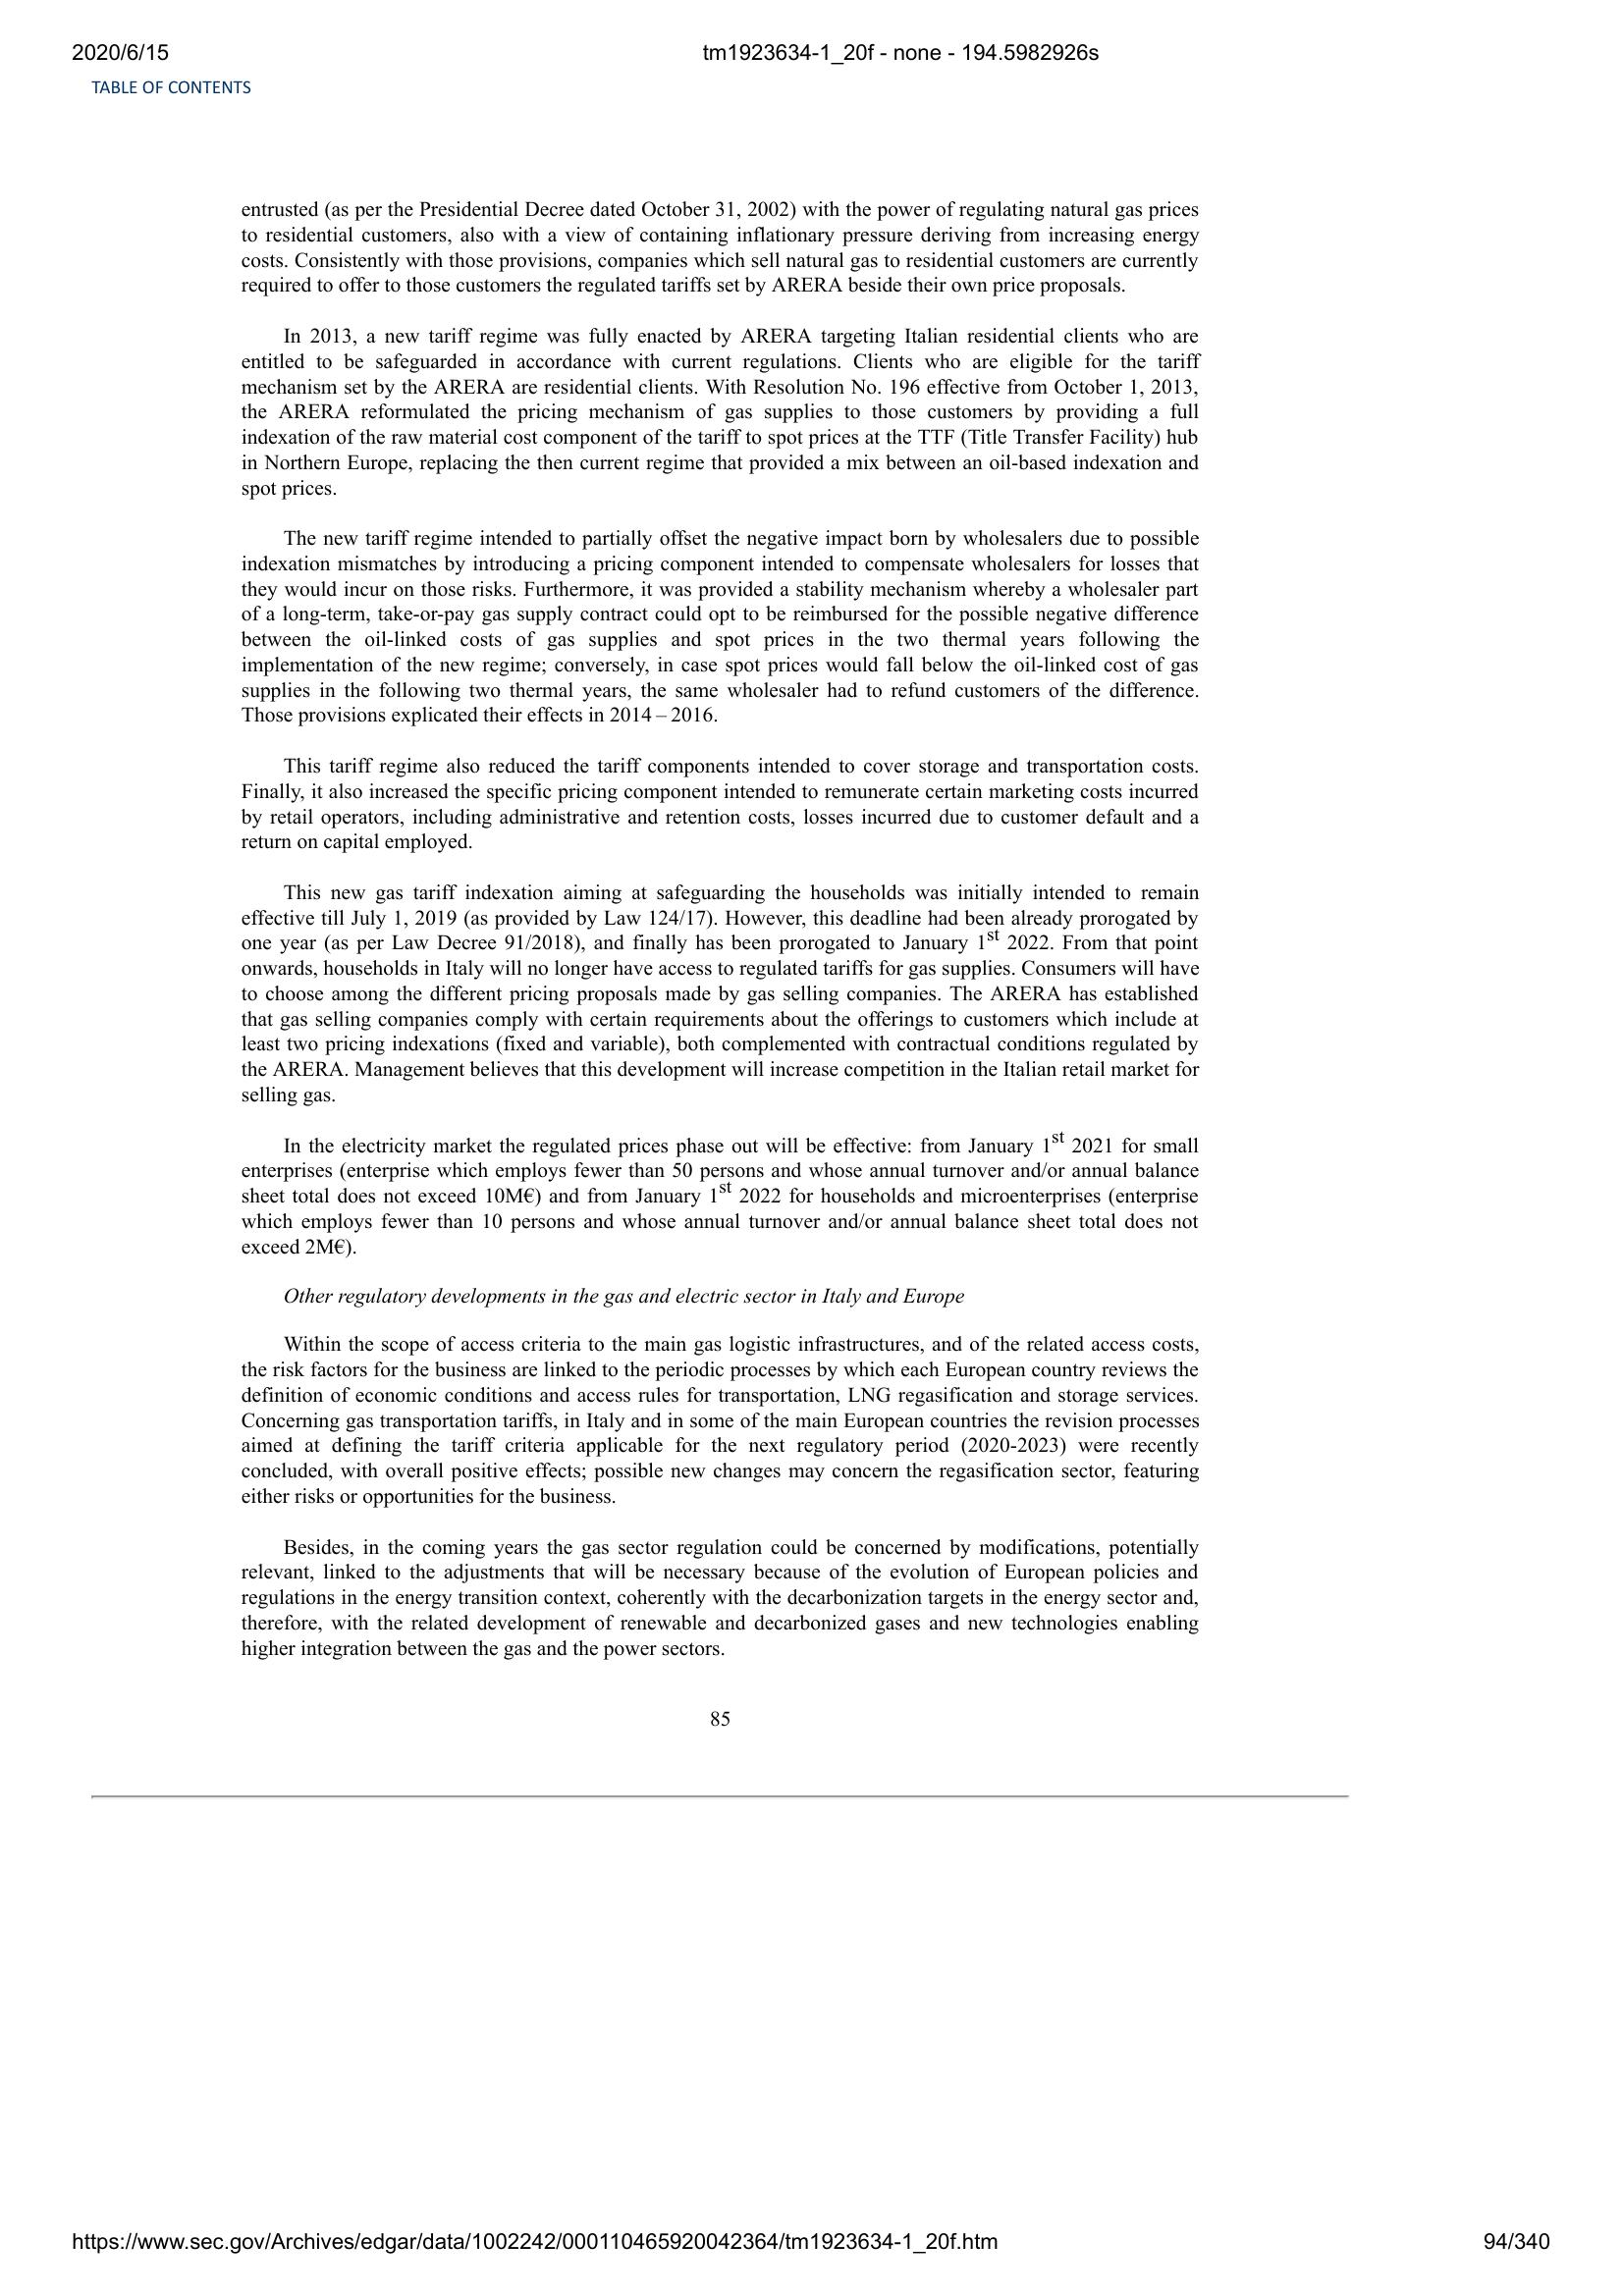 2020/6/15
tm1923634-1_20f - none - 194.5982926s
TABLE OF CONTENTS
entrusted (as per the Presidential Decree dated October 31, 2002) with the power of regulating natural gas prices
to residential customers, also with a view of containing inflationary pressure deriving from increasing energy
costs. Consistently with those provisions, companies which sell natural gas to residential customers are currently
required to offer to those customers the regulated tariffs set by ARERA beside their own price proposals.
In 2013, a new tariff regime was fully enacted by ARERA targeting Italian residential clients who are
entitled to be safeguarded in accordance with current regulations. Clients who are eligible for the tariff
mechanism set by the ARERA are residential clients. With Resolution No. 196 effective from October 1, 2013,
the ARERA reformulated the pricing mechanism of gas supplies to those customers by providing a full
indexation of the raw material cost component of the tariff to spot prices at the TTF (Title Transfer Facility) hub
in Northern Europe, replacing the then current regime that provided a mix between an oil-based indexation and
spot prices.
The new tariff regime intended to partially offset the negative impact born by wholesalers due to possible
indexation mismatches by introducing a pricing component intended to compensate wholesalers for losses that
they would incur on those risks. Furthermore, it was provided a stability mechanism whereby a wholesaler part
of a long-term, take-or-pay gas supply contract could opt to be reimbursed for the possible negative difference
between the oil-linked costs of gas supplies and spot prices in the two thermal years following the
implementation of the new regime; conversely, in case spot prices would fall below the oil-linked cost of gas
supplies in the following two thermal years, the same wholesaler had to refund customers of the difference.
Those provisions explicated their effects in 2014 – 2016.
This tariff regime also reduced the tariff components intended to cover storage and transportation costs.
Finally, it also increased the specific pricing component intended to remunerate certain marketing costs incurred
by retail operators, including administrative and retention costs, losses incurred due to customer default and a
return on capital employed.
This new gas tariff indexation aiming at safeguarding the households was initially intended to remain
effective till July 1, 2019 (as provided by Law 124/17). However, this deadline had been already prorogated by
one year (as per Law Decree 91/2018), and finally has been prorogated to January 1st 2022. From that point
onwards, households in Italy will no longer have access to regulated tariffs for gas supplies. Consumers will have
to choose among the different pricing proposals made by gas selling companies. The ARERA has established
that gas selling companies comply with certain requirements about the offerings to customers which include at
least two pricing indexations (fixed and variable), both complemented with contractual conditions regulated by
the ARERA. Management believes that this development will increase competition in the Italian retail market for
selling gas.
In the electricity market the regulated prices phase out will be effective: from January 1st 2021 for small
enterprises (enterprise which employs fewer than 50 persons and whose annual turnover and/or annual balance
sheet total does not exceed 10M€) and from January 1st 2022 for households and microenterprises (enterprise
which employs fewer than 10 persons and whose annual turnover and/or annual balance sheet total does not
exceed 2M€).
Other regulatory developments in the gas and electric sector in Italy and Europe
Within the scope of access criteria to the main gas logistic infrastructures, and of the related access costs,
the risk factors for the business are linked to the periodic processes by which each European country reviews the
definition of economic conditions and access rules for transportation, LNG regasification and storage services.
Concerning gas transportation tariffs, in Italy and in some of the main European countries the revision processes
aimed at defining the tariff criteria applicable for the next regulatory period (2020-2023) were recently
concluded, with overall positive effects; possible new changes may concern the regasification sector, featuring
either risks or opportunities for the business.
Besides, in the coming years the gas sector regulation could be concerned by modifications, potentially
relevant, linked to the adjustments that will be necessary because of the evolution of European policies and
regulations in the energy transition context, coherently with the decarbonization targets in the energy sector and,
therefore, with the related development of renewable and decarbonized gases and new technologies enabling
higher integration between the gas and the power sectors.
85
https://www.sec.gov/Archives/edgar/data/1002242/000110465920042364/tm1923634-1_20f.htm
94/340